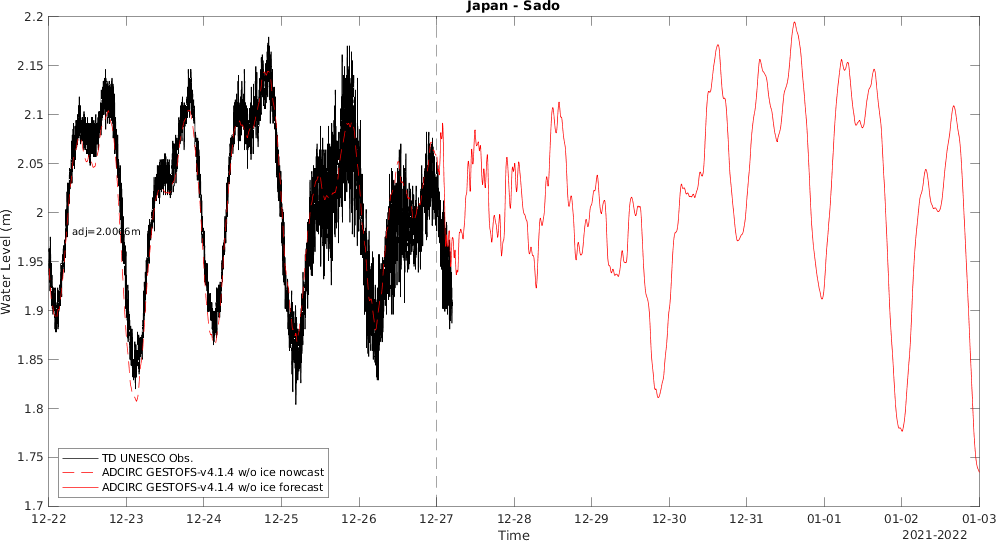 Japan - Sado
Water Level (m)
2.2
2.15
2.1
2.05
2
1.95
1.9
1.85
1.8
1.75
1.7
adj=2.0006m
TD UNESCO Obs.
ADCIRC GESTOFS-v4.1.4 w/o ice nowcast
ADCIRC GESTOFS-v4.1.4 w/o ice forecast
12-22 12-23 12-24 12-25 12-26 12-27 12-28 12-29 12-30 12-31 01-01 01-02 01-03
Time
2021-2022